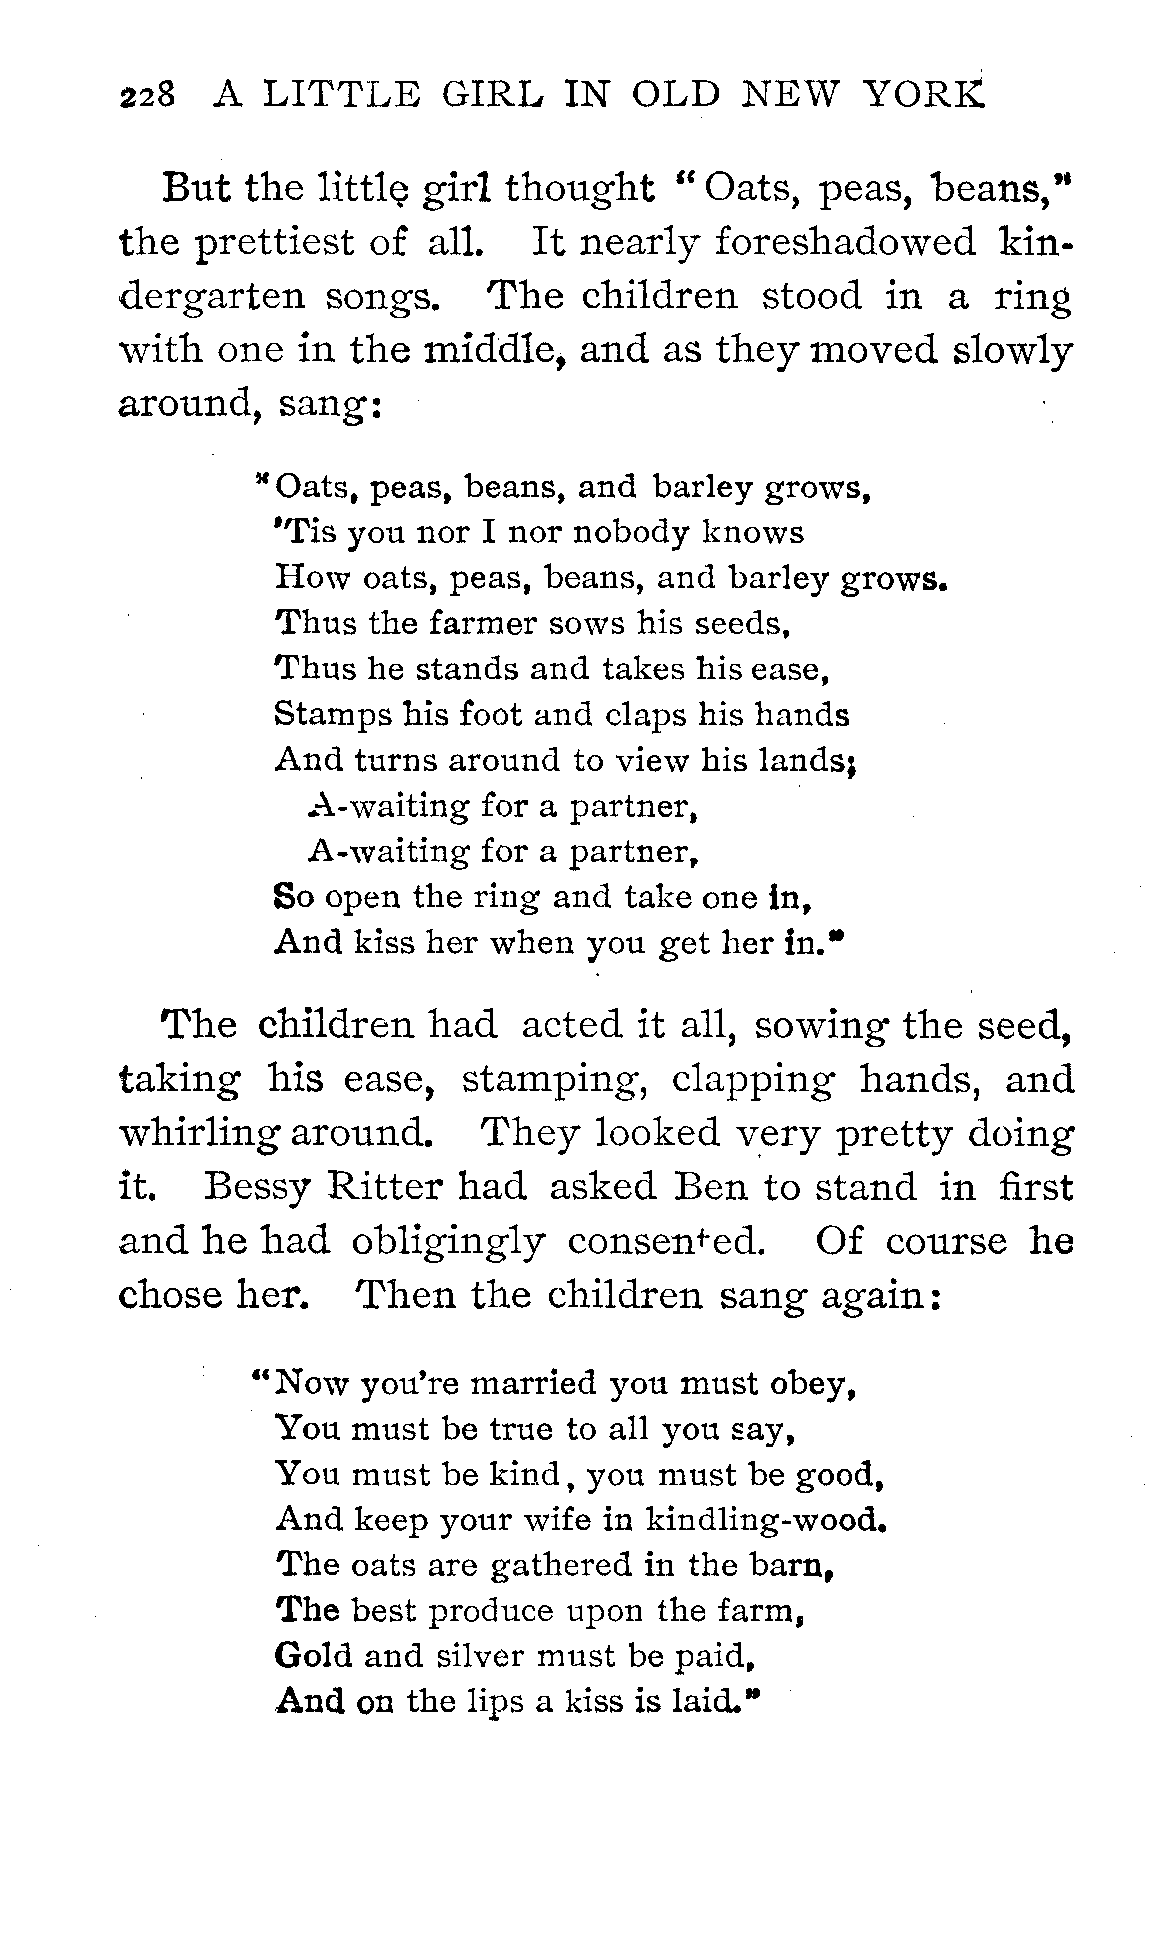 228 A LITTLE GIRL IN OLD NEW YORK
But the little girl thought "Oats, peas, beans,"
the prettiest of all. It nearly foreshadowed kin-
dergarten songs. The children stood in a ring
with one in the middle, and as they moved slowly
around, sang:
"Oats, peas, beans, and barley grows,
'Tis you nor I nor nobody knows
How oats, peas, beans, and barley grows.
Thus the farmer sows his seeds,
Thus he stands and takes his ease,
Stamps his foot and claps his hands
And turns around to view his lands;
A-waiting for a partner,
A-waiting for a partner,
So open the ring and take one in,
And kiss her when you get her in."
The children had acted it all, sowing the seed,
taking his ease, stamping, clapping hands, and
whirling around. They looked very pretty doing
it. Bessy Ritter had asked Ben to stand in first
and he had obligingly consented. Of course he
chose her. Then the children sang again:
"Now you're married you must obey,
You must be true to all you say,
You must be kind, you must be good,
And keep your wife in kindling-wood.
The oats are gathered in the barn,
The best produce upon the farm,
Gold and silver must be paid,
And on the lips a kiss is laid."